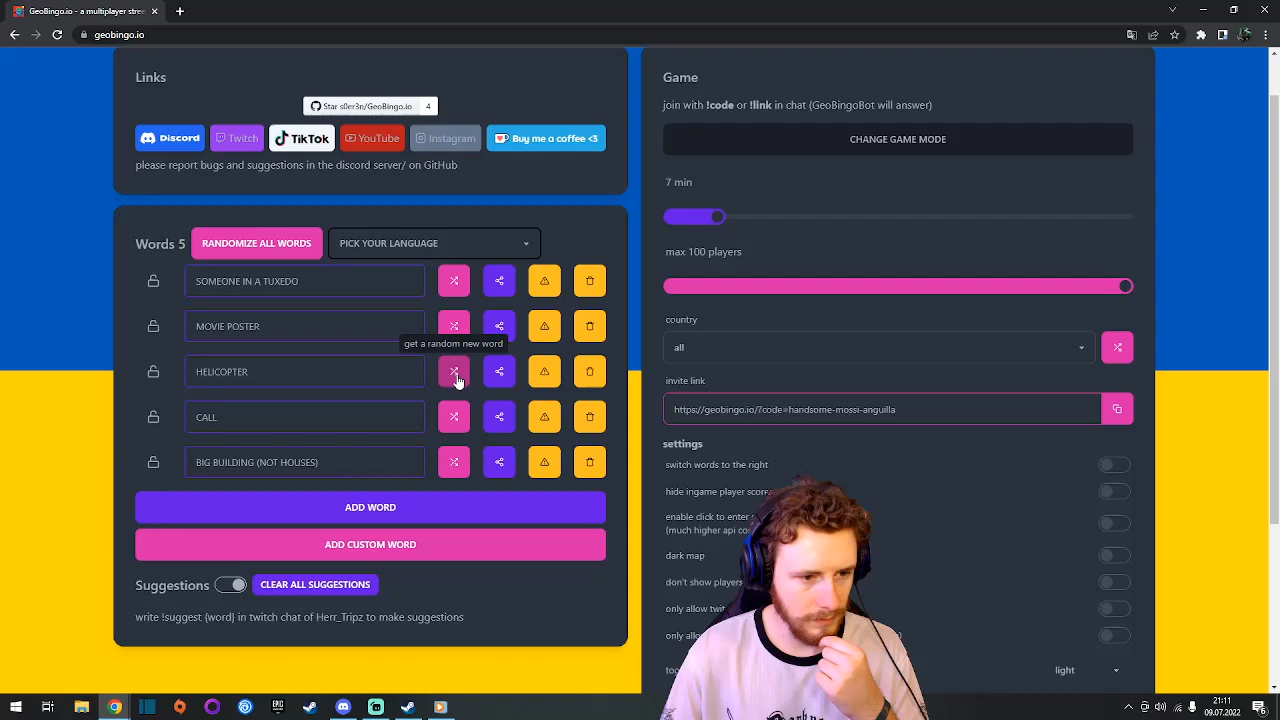 GeoBingo.io - a multiplayer stre
geobingo.io
Links
Star s0er3n/GeoBingo.io 4
Discord
Twitch
TikTok
YouTube
Instagram
Buy me a coffee <3
please report bugs and suggestions in the discord server/ on GitHub
Words 5
RANDOMIZE ALL WORDS
PICK YOUR LANGUAGE
SOMEONE IN A TUXEDO
MOVIE POSTER
get a random new word
HELICOPTER
CALL
BIG BUILDING (NOT HOUSES)
ADD WORD
ADD CUSTOM WORD
Suggestions
CLEAR ALL SUGGESTIONS
write !suggest {word} in twitch chat of Herr_Tripz to make suggestions
Game
join with !code or !link in chat (GeoBingoBot will answer)
CHANGE GAME MODE
7 min
max 100 players
country
all
invite link
https://geobingo.io/?code=handsome-mossi-anguilla
settings
switch words to the right
hide ingame player score
enable click to enter
(much higher api co
dark map
don't show players
only allow twit
only allo
too
light
EPIC
21:11
09.07.2022
6